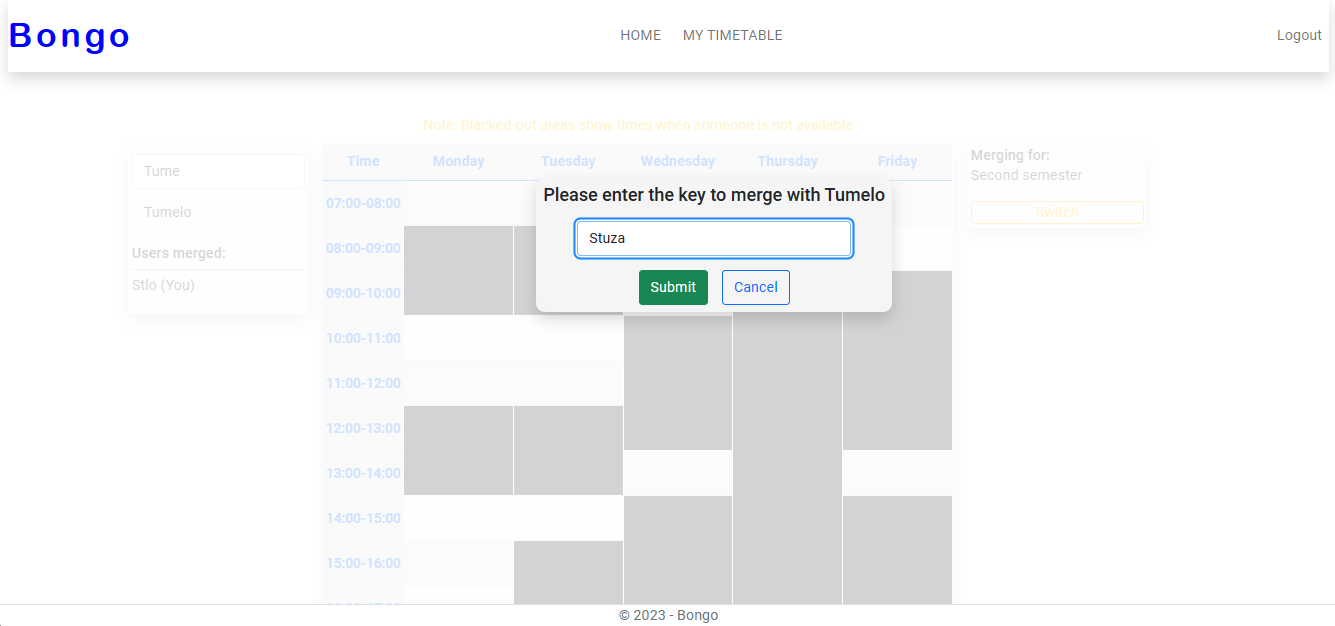 Bongo
HOME
MY TIMETABLE
Logout
Note: Blacked-out areas show times when someone is not available
Tume
Tumelo
Users merged:
Stlo (You)
Time Monday Tuesday Wednesday Thursday Friday
07:00-08:00
08:00-09:00
09:00-10:00
10:00-11:00
11:00-12:00
12:00-13:00
13:00-14:00
14:00-15:00
15:00-16:00
Please enter the key to merge with Tumelo
Stuza
Submit
Cancel
Merging for:
Second semester
Switch
© 2023 - Bongo